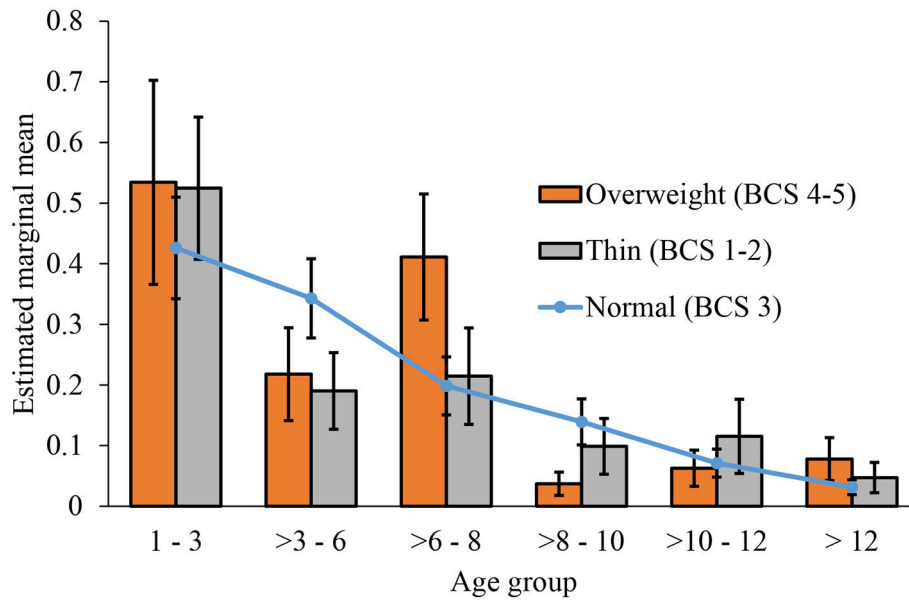 0.8
0.7
0.6
0.5
0.4
0.3
0.2
0.1
0
Estimated marginal mean
Overweight (BCS 4-5)
Thin (BCS 1-2)
Normal (BCS 3)
1 - 3 >3 - 6 >6 - 8 >8 - 10 >10 - 12 > 12
Age group